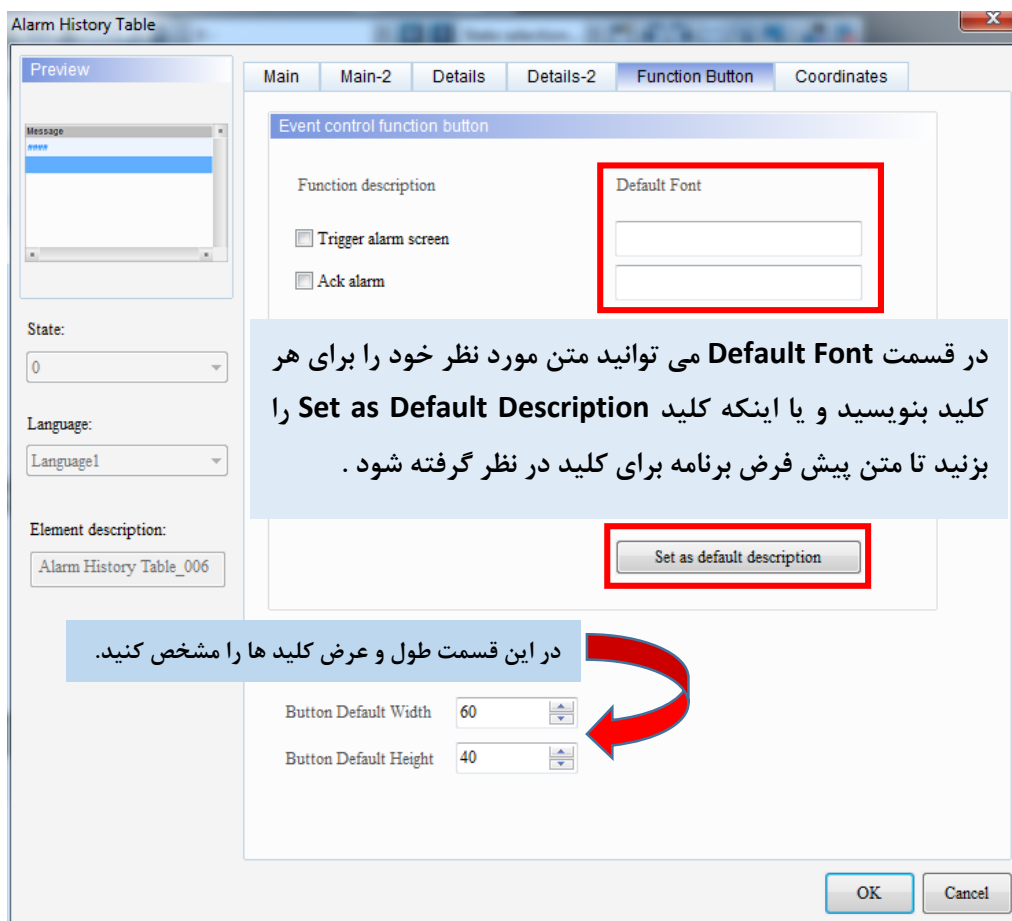 Alarm History Table
Preview
Message
####
State:
0
Language:
Language1
Element description:
Alarm History Table_006
Main Main-2 Details Details-2 Function Button Coordinates
Event control function button
Function description Default Font
Trigger alarm screen
Ack alarm
در قسمت Default Font می توانید متن مورد نظر خود را برای هر
کلید بنویسید و یا اینکه کلید Set as Default Description را
بزنید تا متن پیش فرض برنامه برای کلید در نظر گرفته شود .
Set as default description
در این قسمت طول و عرض کلید ها را مشخص کنید.
Button Default Width 60
Button Default Height 40
OK Cancel